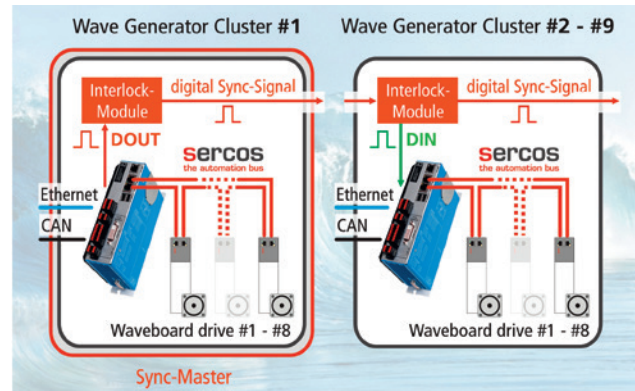 Wave Generator Cluster #1
Interlock-
Module
digital Sync-Signal
DOUT
sercos
the automation bus
Ethernet
CAN
Waveboard drive #1 - #8
Sync-Master
Wave Generator Cluster #2 - #9
Interlock-
Module
digital Sync-Signal
DIN
sercos
the automation bus
Ethernet
CAN
Waveboard drive #1 - #8